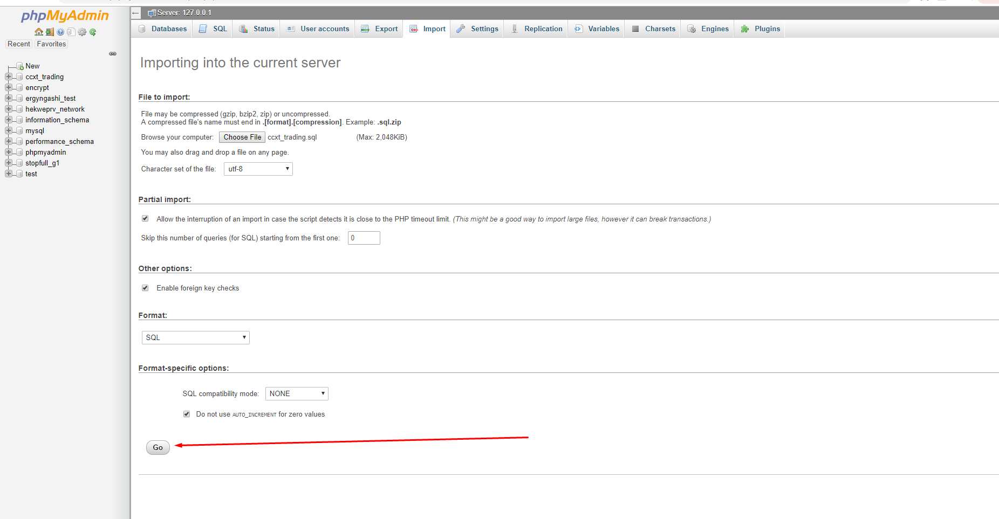 phpMyAdmin
Recent Favorites
New
ccxt_trading
encrypt
ergyngashi_test
hekweprv_network
information_schema
mysql
performance_schema
phpmyadmin
stopfull_g1
test
Server: 127.0.0.1
Databases SQL Status User accounts Export Import Settings Replication Variables Charsets Engines Plugins
Importing into the current server
File to import:
File may be compressed (gzip, bzip2, zip) or uncompressed.
A compressed file's name must end in .[format].[compression]. Example: .sql.zip
Browse your computer: Choose File ccxt_trading.sql (Max: 2,048KiB)
You may also drag and drop a file on any page.
Character set of the file: utf-8
Partial import:
Allow the interruption of an import in case the script detects it is close to the PHP timeout limit. (This might be a good way to import large files, however it can break transactions.)
Skip this number of queries (for SQL) starting from the first one: 0
Other options:
Enable foreign key checks
Format:
SQL
Format-specific options:
SQL compatibility mode: NONE
Do not use AUTO_INCREMENT for zero values
Go